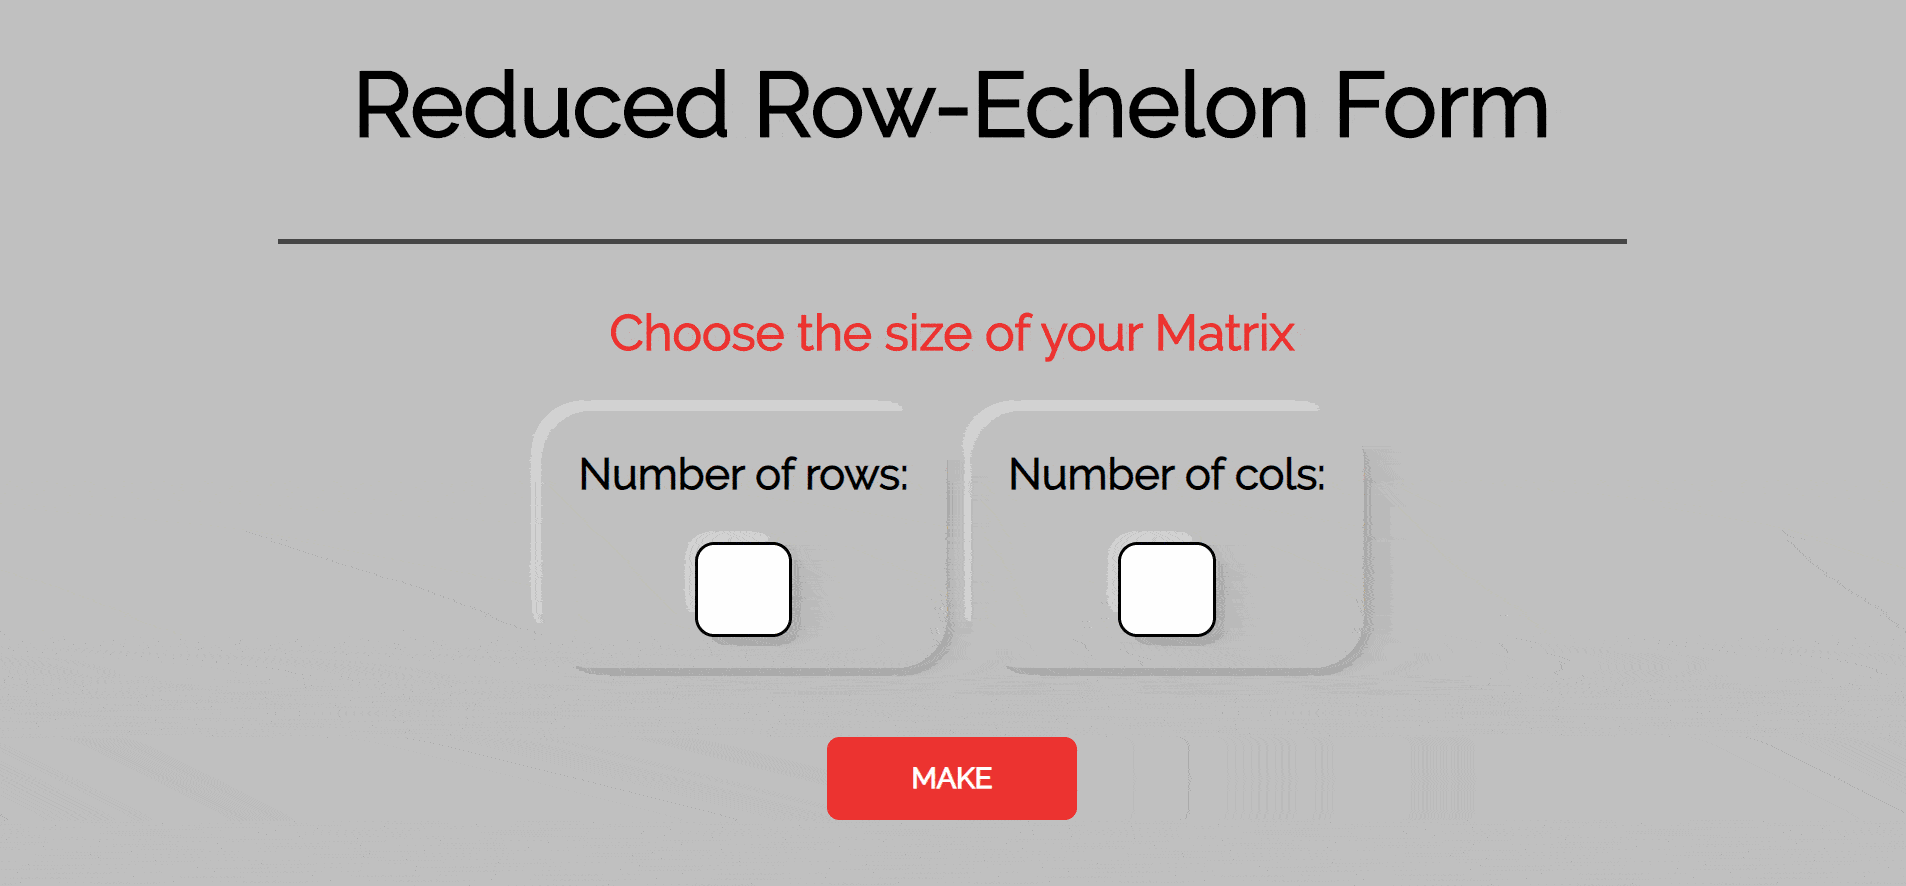 Reduced Row-Echelon Form
Choose the size of your Matrix
Number of rows:
Number of cols:
MAKE